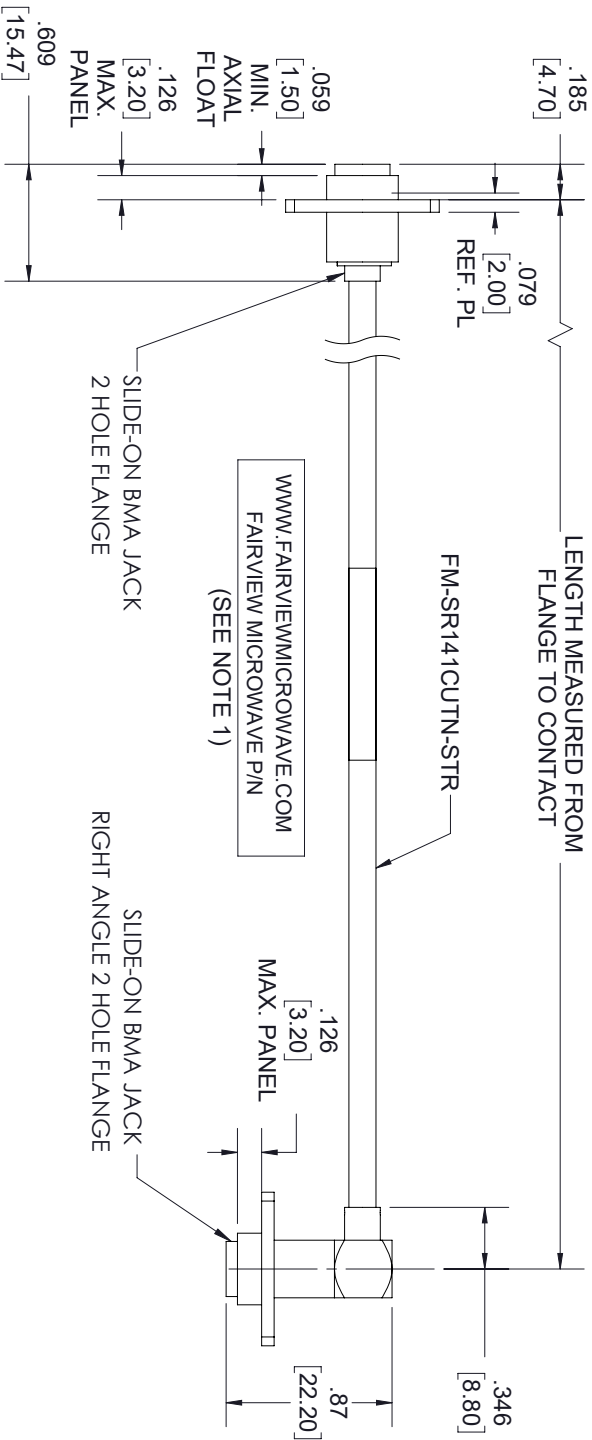 .185
[4.70]
LENGTH MEASURED FROM
FLANGE TO CONTACT
.346
[8.80]
.079
[2.00]
REF. PL
FM-SR141CUTN-STR
.059
[1.50]
MIN.
AXIAL
FLOAT
.126
[3.20]
MAX.
PANEL
.609
[15.47]
WWW.FAIRVIEWMICROWAVE.COM
FAIRVIEW MICROWAVE P/N
(SEE NOTE 1)
.126
[3.20]
MAX. PANEL
.87
[22.20]
SLIDE-ON BMA JACK
2 HOLE FLANGE
SLIDE-ON BMA JACK
RIGHT ANGLE 2 HOLE FLANGE